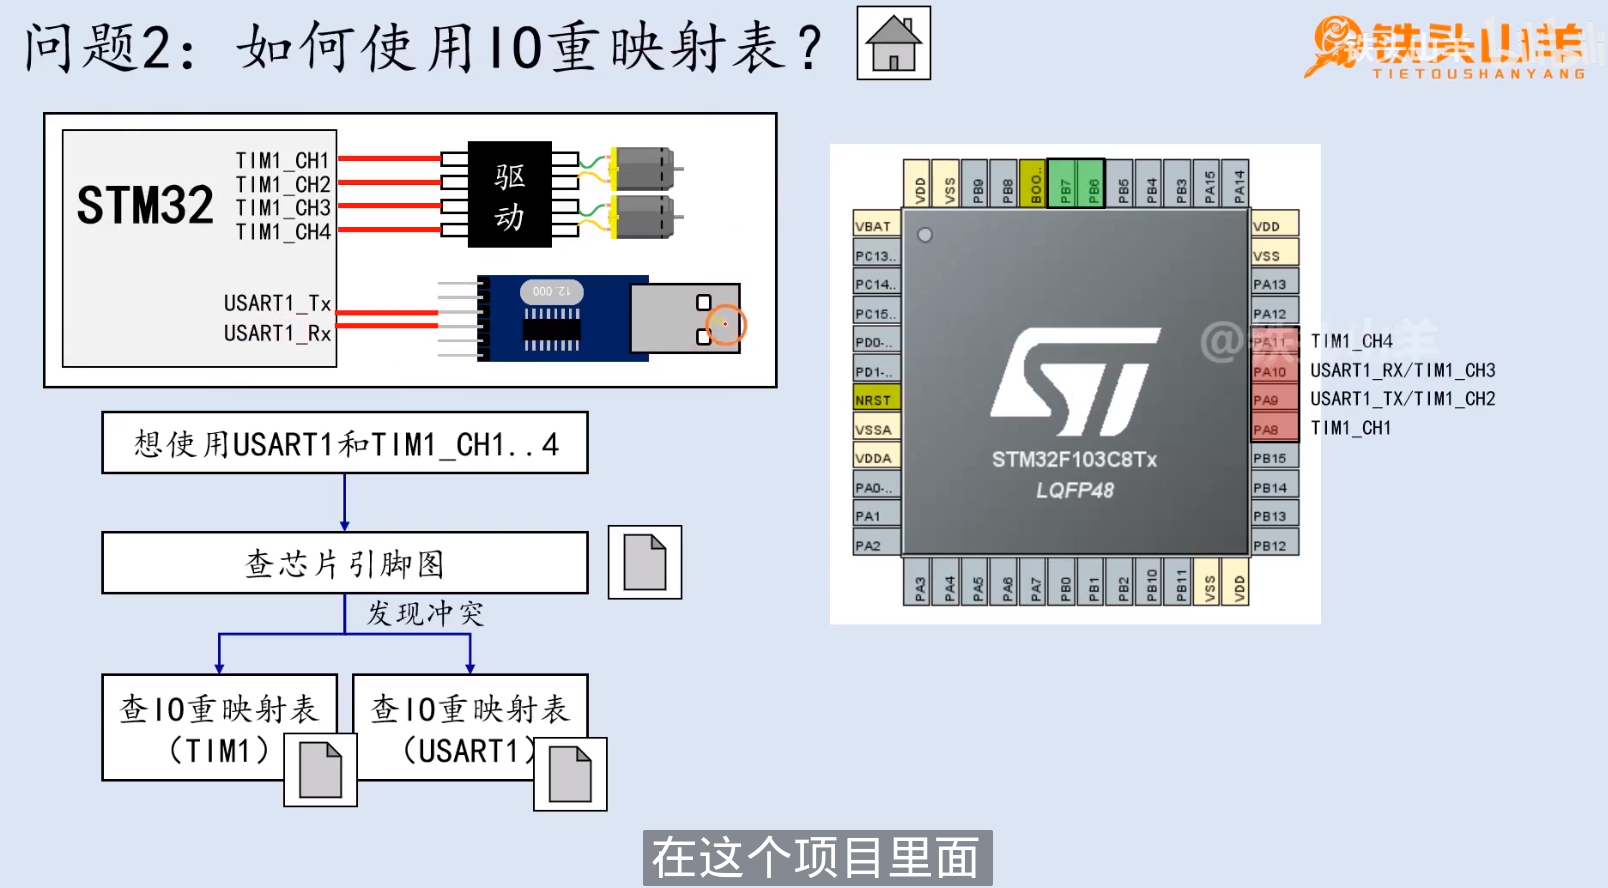 问题2：如何使用IO重映射表？
铁头山羊
TIETOUSHANYANG
STM32
TIM1_CH1
TIM1_CH2
TIM1_CH3
TIM1_CH4
USART1_Tx
USART1_Rx
驱动
12.000
想使用USART1和TIM1_CH1..4
查芯片引脚图
发现冲突
查IO重映射表
（TIM1）
查IO重映射表
（USART1）
VDD
VSS
PB9
PB8
BOO..
PB7
PB6
PB5
PB4
PB3
PA15
PA14
VBAT
PC13..
PC14..
PC15..
PD0-..
PD1-..
NRST
VSSA
VDDA
PA0-..
PA1
PA2
STM32F103C8Tx
LQFP48
VDD
VSS
PA13
PA12
PA11 TIM1_CH4
PA10 USART1_RX/TIM1_CH3
PA9 USART1_TX/TIM1_CH2
PA8 TIM1_CH1
PB15
PB14
PB13
PB12
PA3
PA4
PA5
PA6
PA7
PB0
PB1
PB2
PB10
PB11
VSS
VDD
@铁头山羊
在这个项目里面